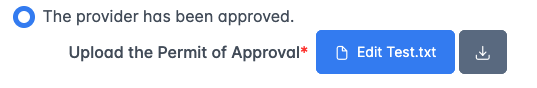 The provider has been approved.
Upload the Permit of Approval* Edit Test.txt